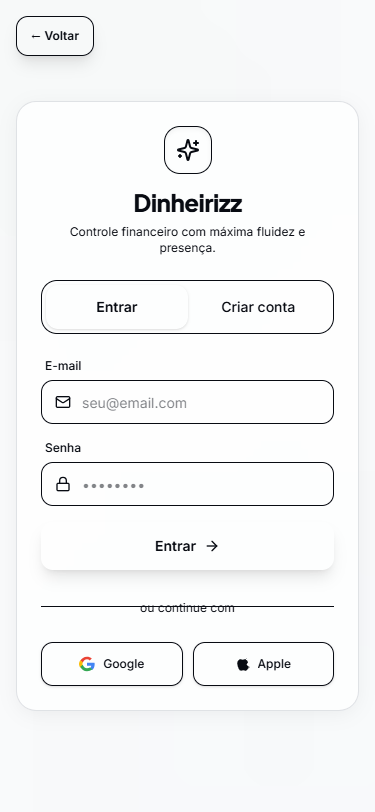 ← Voltar
Dinheirizz
Controle financeiro com máxima fluidez e
presença.
Entrar
Criar conta
E-mail
seu@email.com
Senha
••••••••
Entrar →
ou continue com
Google
Apple